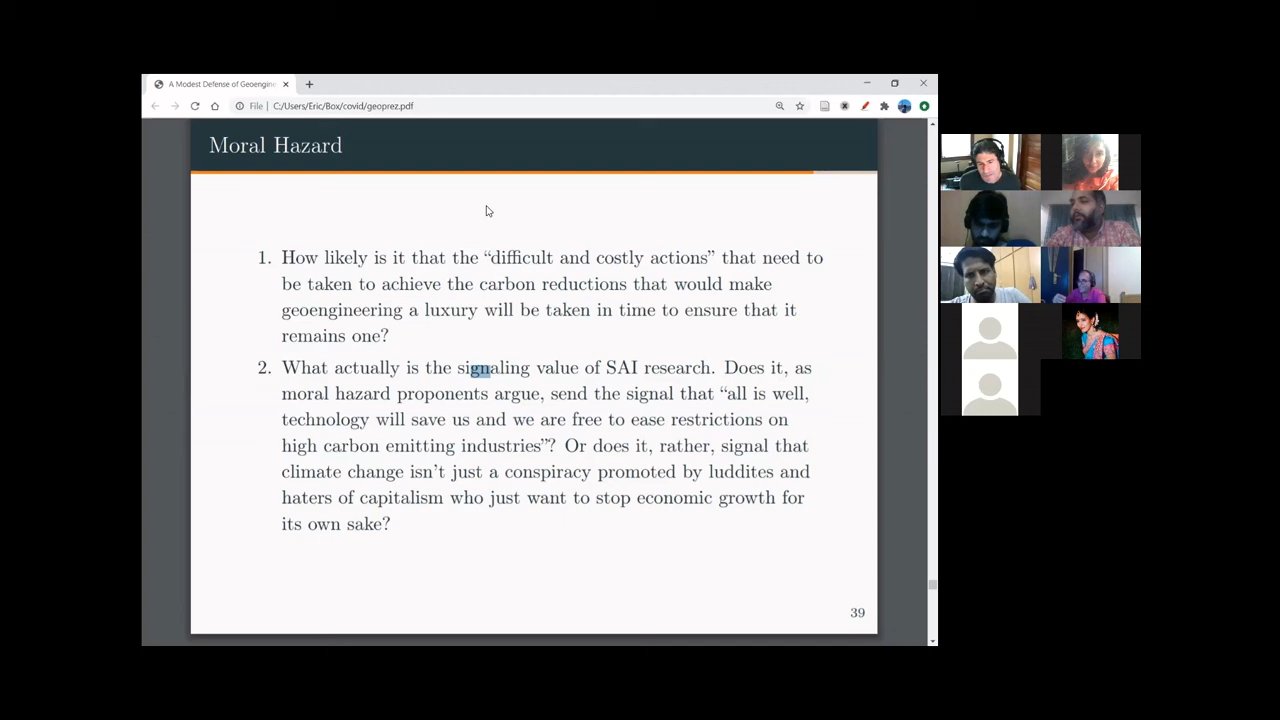 A Modest Defense of Geoengine
File C:/Users/Eric/Box/covid/geoprez.pdf
Moral Hazard
1. How likely is it that the “difficult and costly actions” that need to
be taken to achieve the carbon reductions that would make
geoengineering a luxury will be taken in time to ensure that it
remains one?
2. What actually is the signaling value of SAI research. Does it, as
moral hazard proponents argue, send the signal that “all is well,
technology will save us and we are free to ease restrictions on
high carbon emitting industries”? Or does it, rather, signal that
climate change isn’t just a conspiracy promoted by luddites and
haters of capitalism who just want to stop economic growth for
its own sake?
39